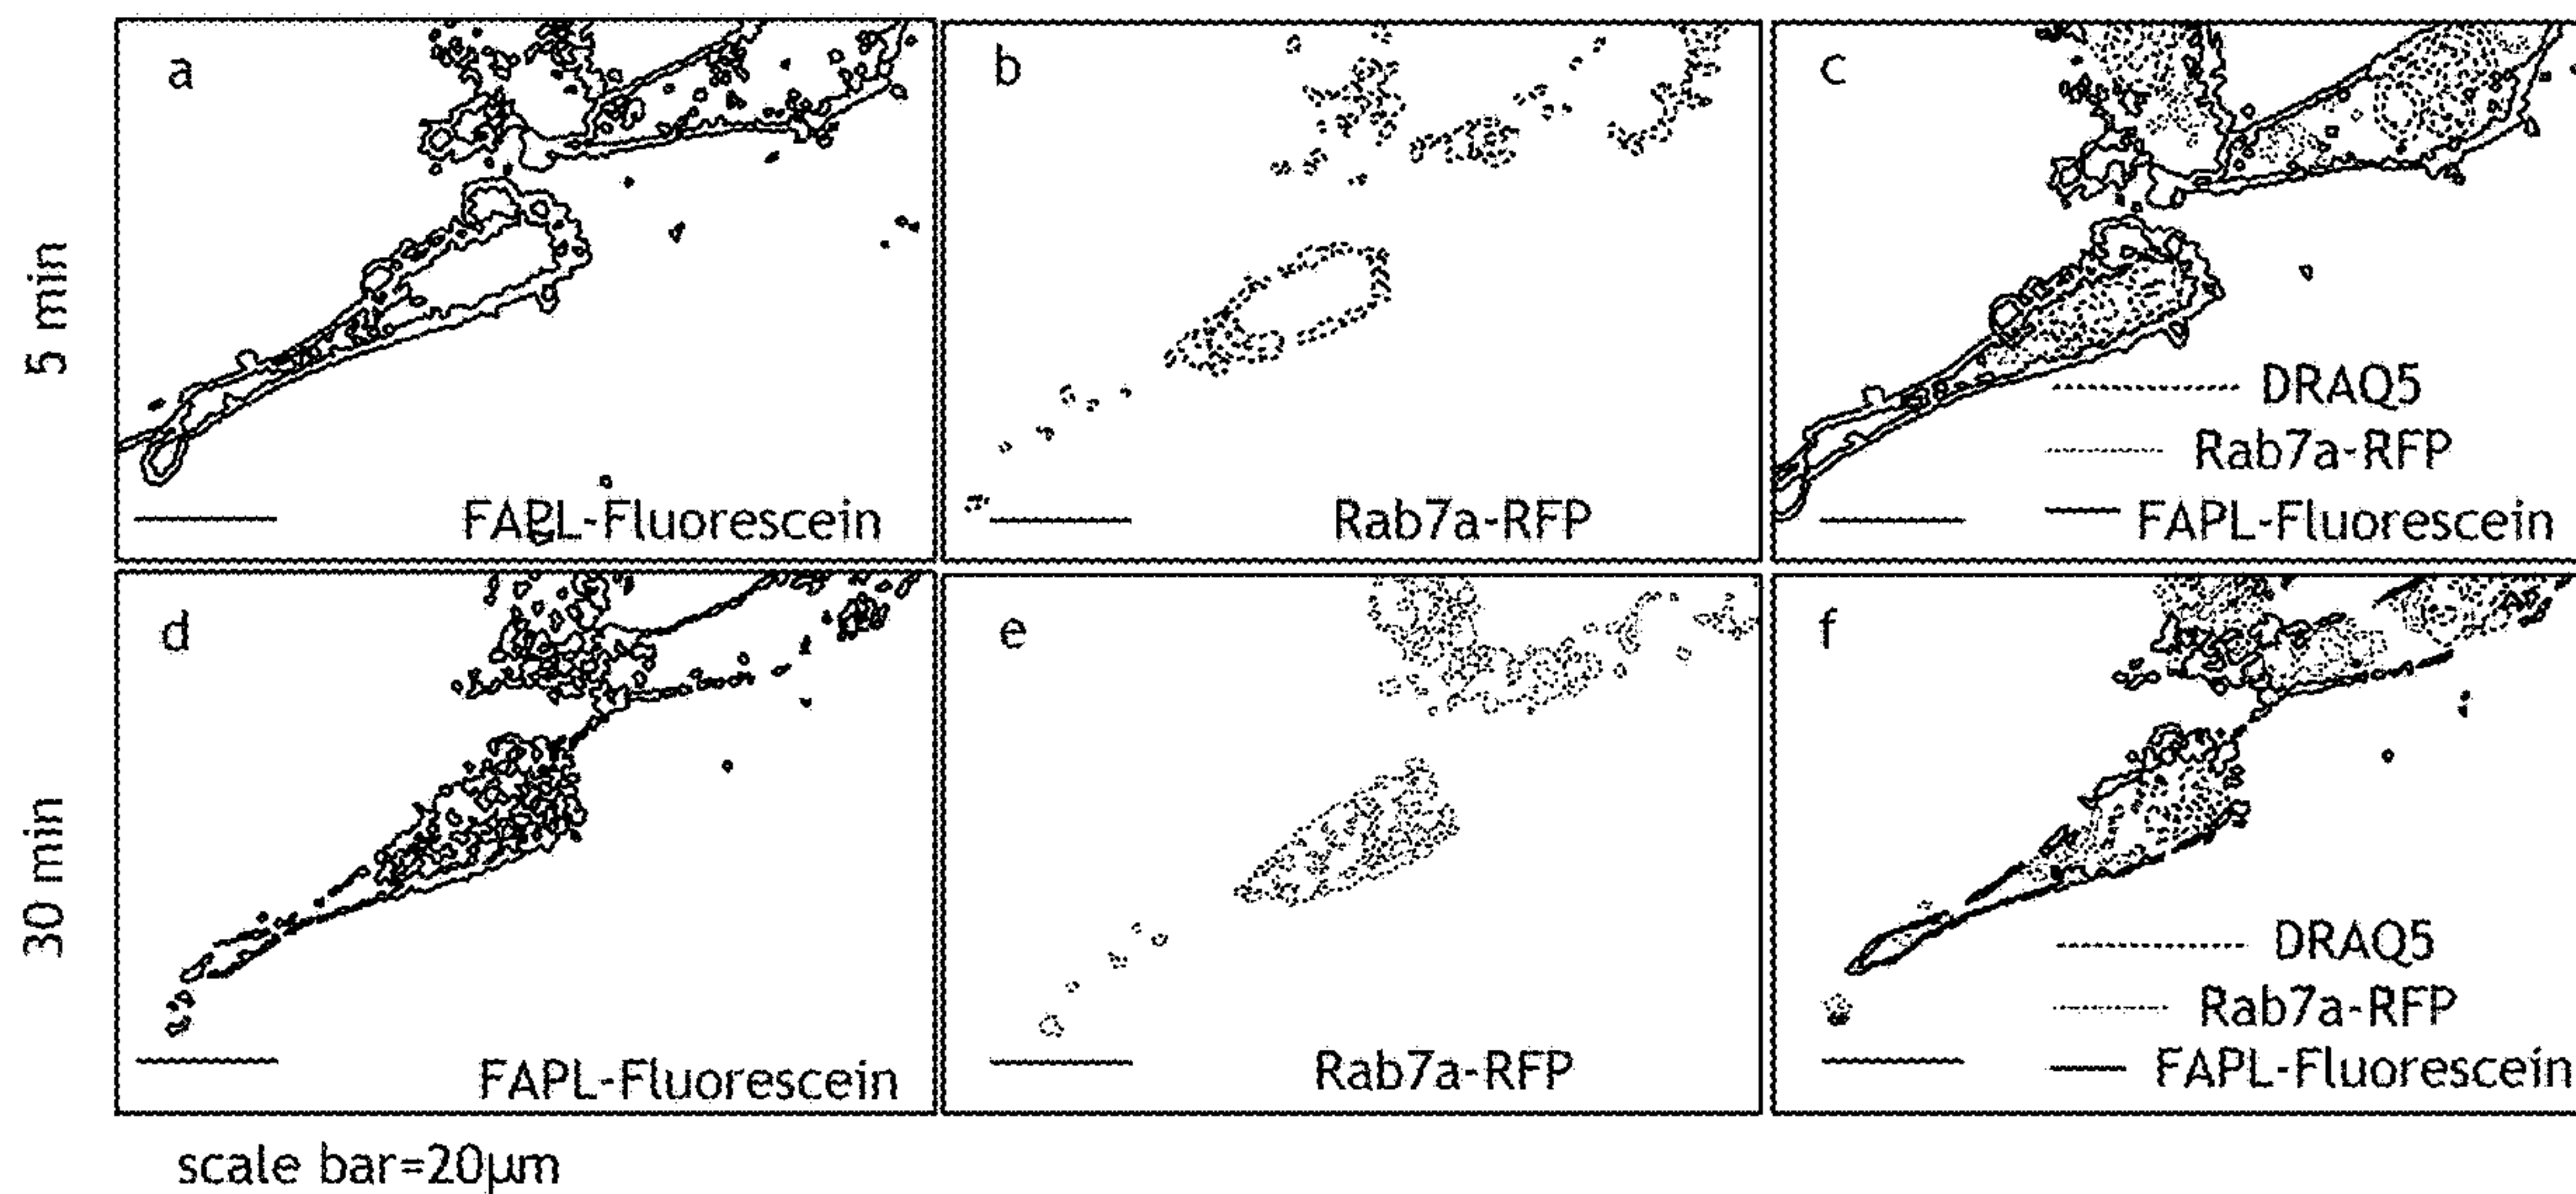 5 min
a
FAPL-Fluorescein
b
Rab7a-RFP
c
DRAQ5
Rab7a-RFP
FAPL-Fluorescein
30 min
d
FAPL-Fluorescein
e
Rab7a-RFP
f
DRAQ5
Rab7a-RFP
FAPL-Fluorescein
scale bar=20µm